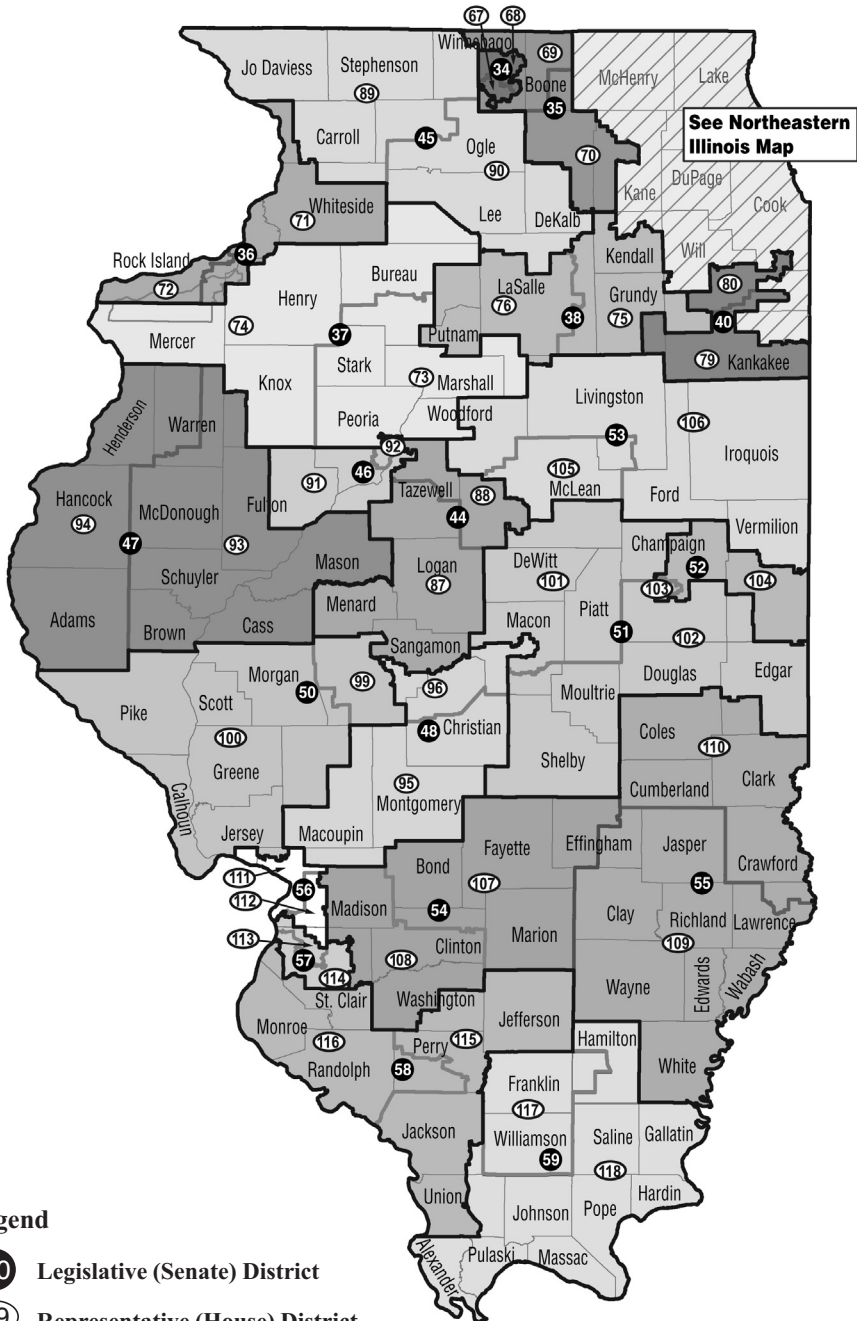 67 68
Winnebago 69
34
Jo Daviess Stephenson McHenry Lake
89 Boone
35
See Northeastern
Illinois Map
Carroll 45 Ogle
90 70
DuPage
Kane Cook
Whiteside
71 Lee DeKalb
Will
Kendall
Rock Island 36
72 Bureau LaSalle 80
Henry 76 Grundy
74 38 75 40
Mercer 37 Putnam
79 Kankakee
Stark
73 Marshall
Knox Livingston
Peoria Woodford 106
Henderson Warren 53
92 Iroquois
91 46 105
Hancock McLean
94 Fulton Tazewell 88 Ford
McDonough 44 Vermilion
47 93 Champaign
Mason DeWitt 52
Schuyler Logan 101 103 104
87
Adams Menard Piatt
Brown Cass Macon 51 102
Sangamon
Morgan 99 96 Douglas Edgar
50 Moultrie
Pike Scott
48 Christian Coles
100 110
Greene Shelby
95 Cumberland Clark
Calhoun Montgomery
Jersey Macoupin
Effingham Jasper
Fayette Crawford
111 Bond
56 107 55
112 Madison 54 Clay Richland Lawrence
113 Marion 109
57 108 Clinton
114 Wayne Edwards Wabash
St. Clair Washington
Jefferson
Monroe Hamilton
116 Perry 115
Randolph 58 White
Franklin
117
Jackson Williamson Saline Gallatin
59 118
Union Hardin
Johnson Pope
Alexander Pulaski Massac
gend
0 Legislative (Senate) District
9 Representative (House) District